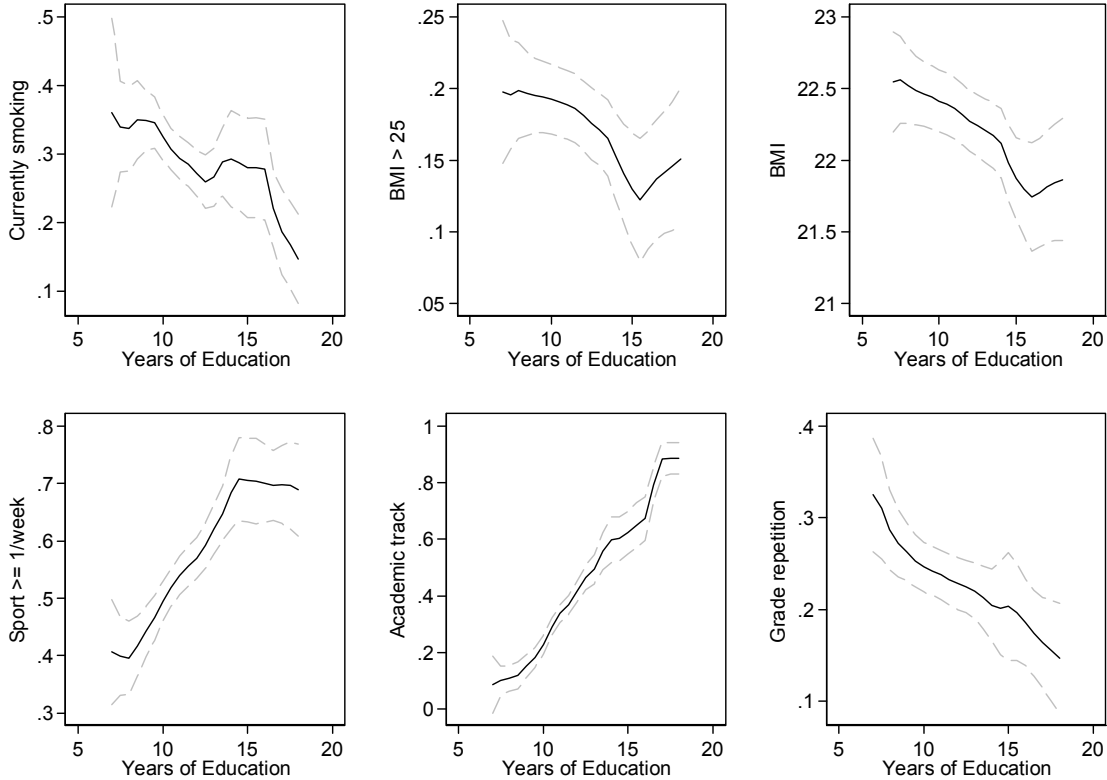 Currently smoking
.5
.4
.3
.2
.1
5 10 15 20
Years of Education
BMI > 25
.25
.2
.15
.1
.05
5 10 15 20
Years of Education
BMI
23
22.5
22
21.5
21
5 10 15 20
Years of Education
Sport >= 1/week
.8
.7
.6
.5
.4
.3
5 10 15 20
Years of Education
Academic track
1
.8
.6
.4
.2
0
5 10 15 20
Years of Education
Grade repetition
.4
.3
.2
.1
5 10 15 20
Years of Education